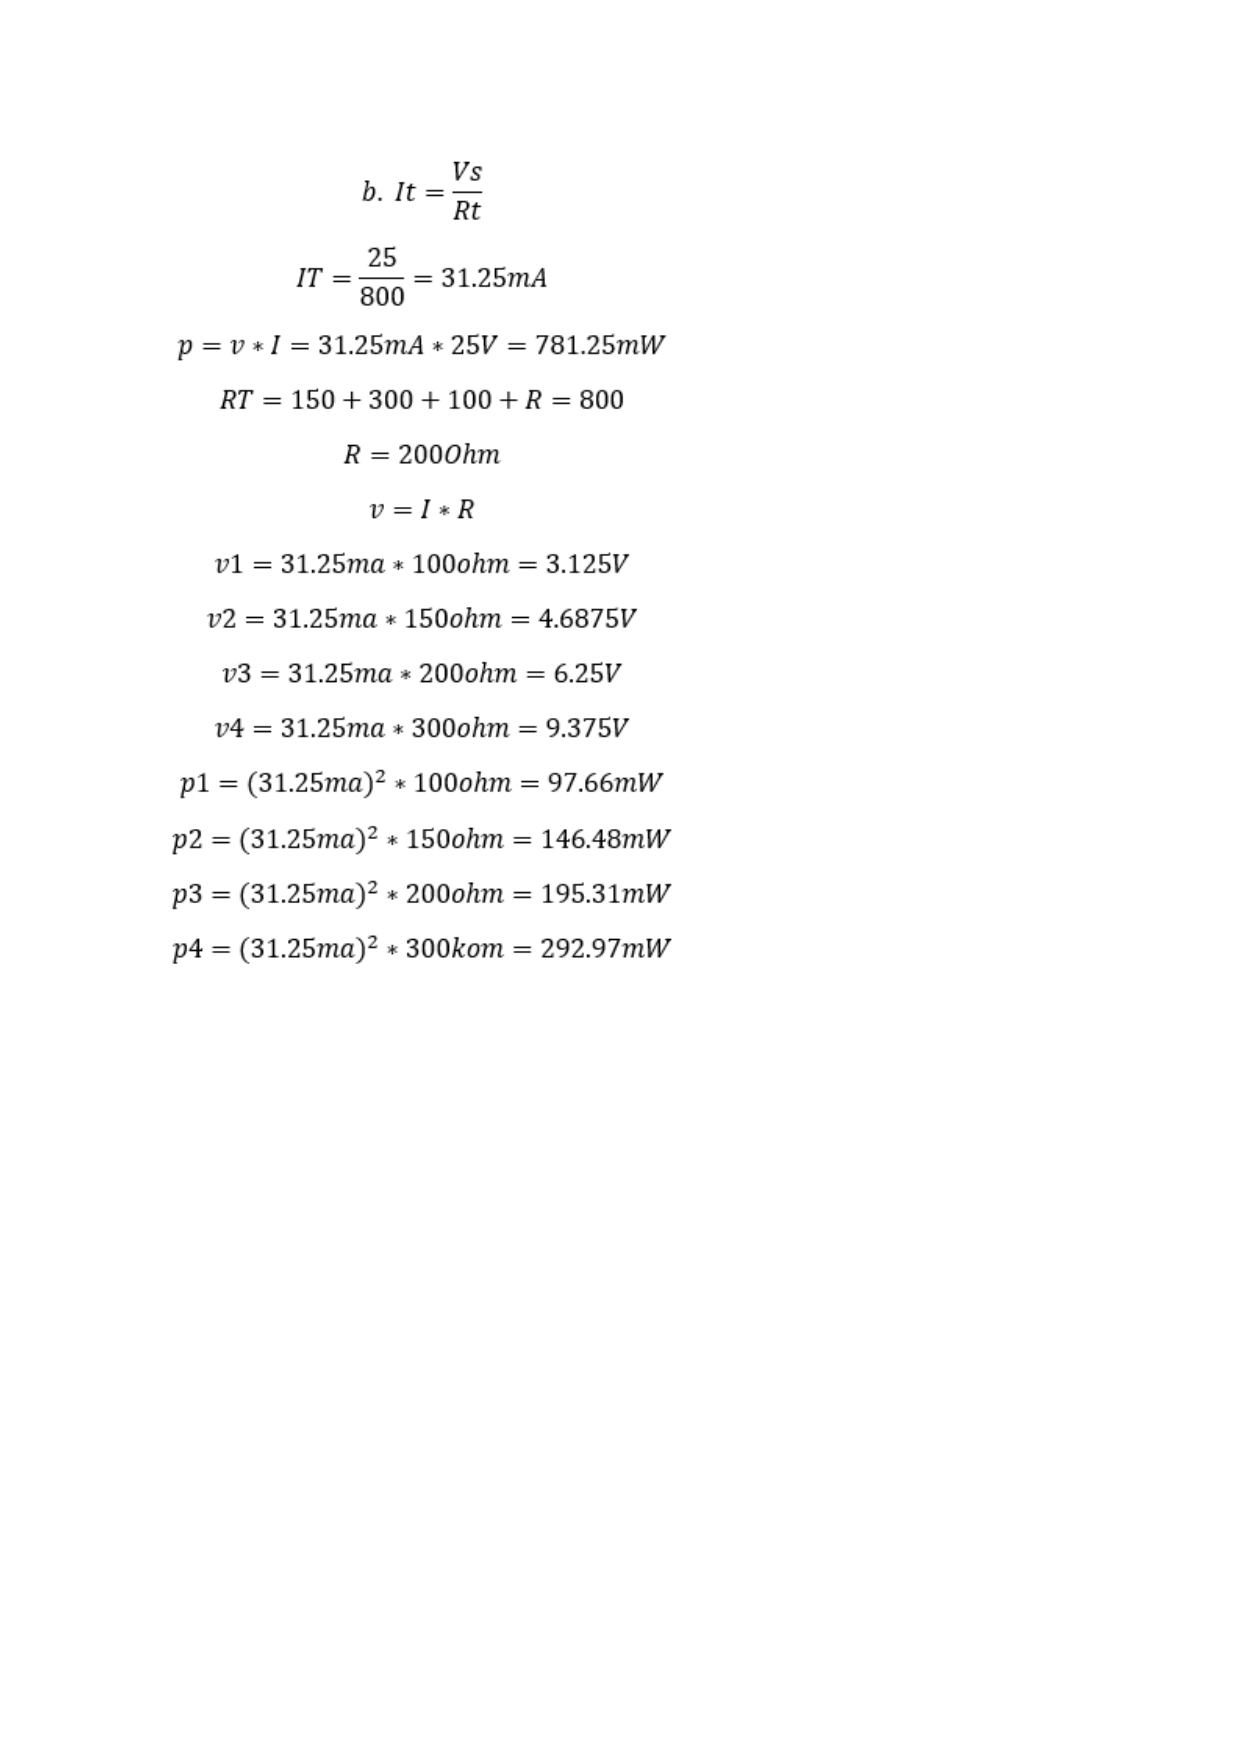 b. It = Vs/Rt
IT = 25/800 = 31.25mA
p = v ∗ I = 31.25mA ∗ 25V = 781.25mW
RT = 150 + 300 + 100 + R = 800
R = 200Ohm
v = I ∗ R
v1 = 31.25ma ∗ 100ohm = 3.125V
v2 = 31.25ma ∗ 150ohm = 4.6875V
v3 = 31.25ma ∗ 200ohm = 6.25V
v4 = 31.25ma ∗ 300ohm = 9.375V
p1 = (31.25ma)² ∗ 100ohm = 97.66mW
p2 = (31.25ma)² ∗ 150ohm = 146.48mW
p3 = (31.25ma)² ∗ 200ohm = 195.31mW
p4 = (31.25ma)² ∗ 300kom = 292.97mW